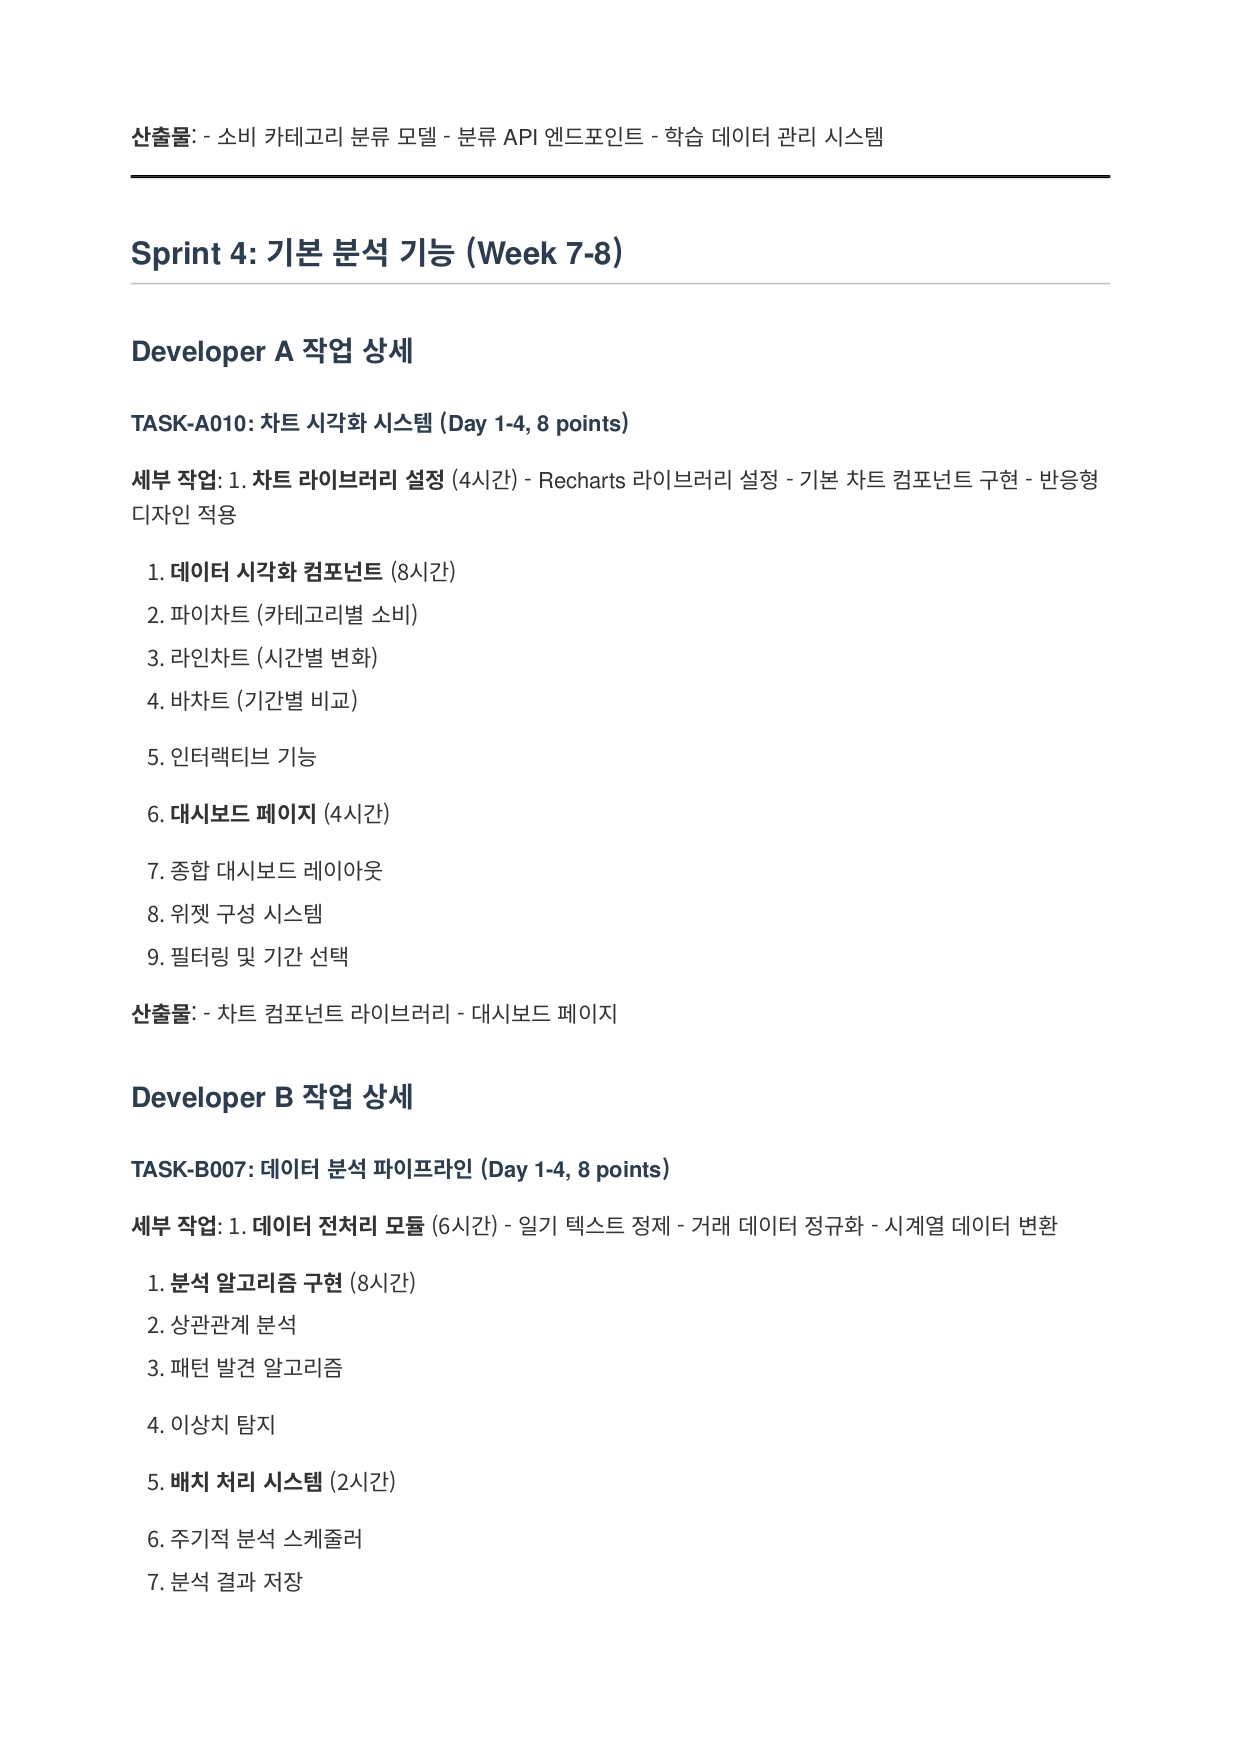 산출물: - 소비 카테고리 분류 모델 - 분류 API 엔드포인트 - 학습 데이터 관리 시스템
Sprint 4: 기본 분석 기능 (Week 7-8)
Developer A 작업 상세
TASK-A010: 차트 시각화 시스템 (Day 1-4, 8 points)
세부 작업: 1. 차트 라이브러리 설정 (4시간) - Recharts 라이브러리 설정 - 기본 차트 컴포넌트 구현 - 반응형
디자인 적용
1. 데이터 시각화 컴포넌트 (8시간)
2. 파이차트 (카테고리별 소비)
3. 라인차트 (시간별 변화)
4. 바차트 (기간별 비교)
5. 인터랙티브 기능
6. 대시보드 페이지 (4시간)
7. 종합 대시보드 레이아웃
8. 위젯 구성 시스템
9. 필터링 및 기간 선택
산출물: - 차트 컴포넌트 라이브러리 - 대시보드 페이지
Developer B 작업 상세
TASK-B007: 데이터 분석 파이프라인 (Day 1-4, 8 points)
세부 작업: 1. 데이터 전처리 모듈 (6시간) - 일기 텍스트 정제 - 거래 데이터 정규화 - 시계열 데이터 변환
1. 분석 알고리즘 구현 (8시간)
2. 상관관계 분석
3. 패턴 발견 알고리즘
4. 이상치 탐지
5. 배치 처리 시스템 (2시간)
6. 주기적 분석 스케줄러
7. 분석 결과 저장